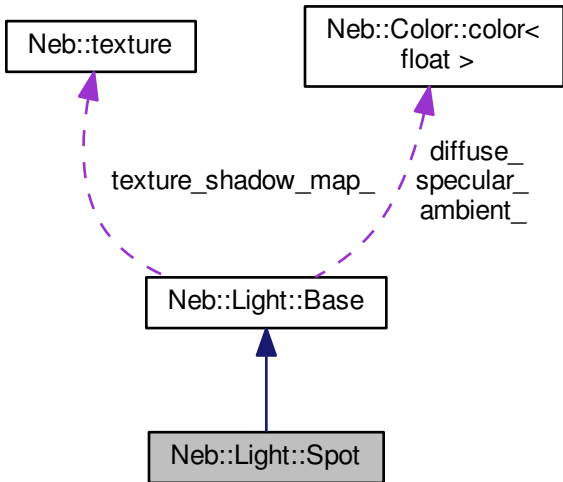 Neb::texture
Neb::Color::color<
float >
texture_shadow_map_
diffuse_
specular_
ambient_
Neb::Light::Base
Neb::Light::Spot